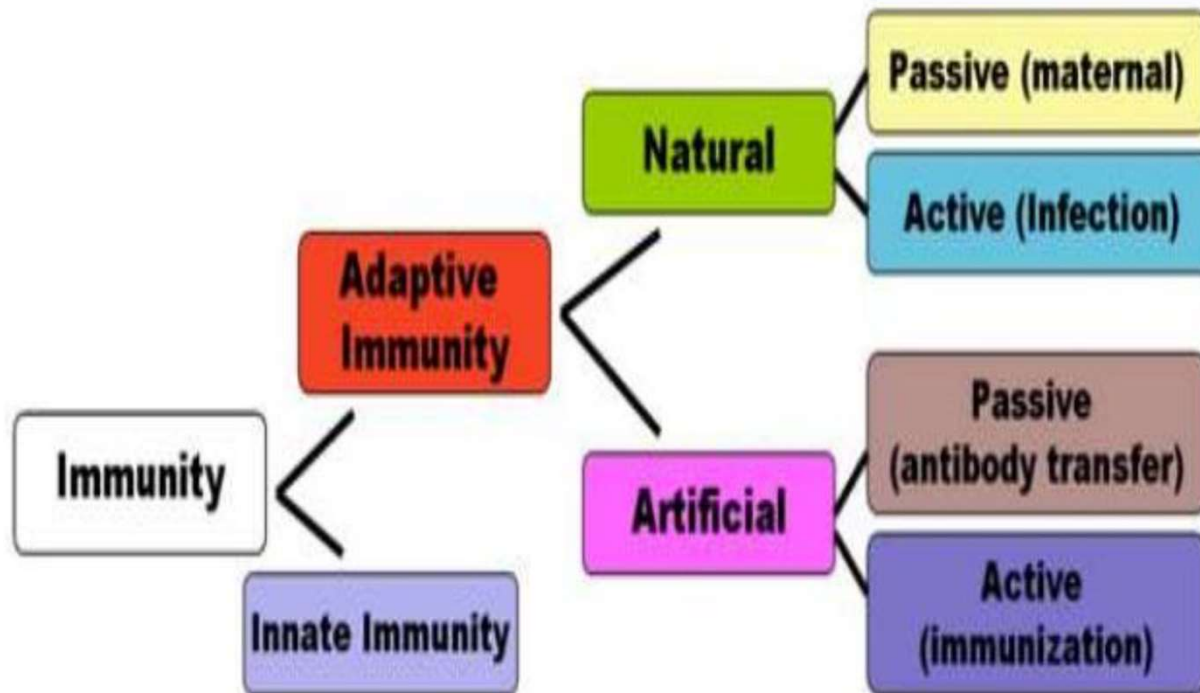 Immunity
Adaptive
Immunity
Innate Immunity
Natural
Artificial
Passive (maternal)
Active (Infection)
Passive
(antibody transfer)
Active
(immunization)